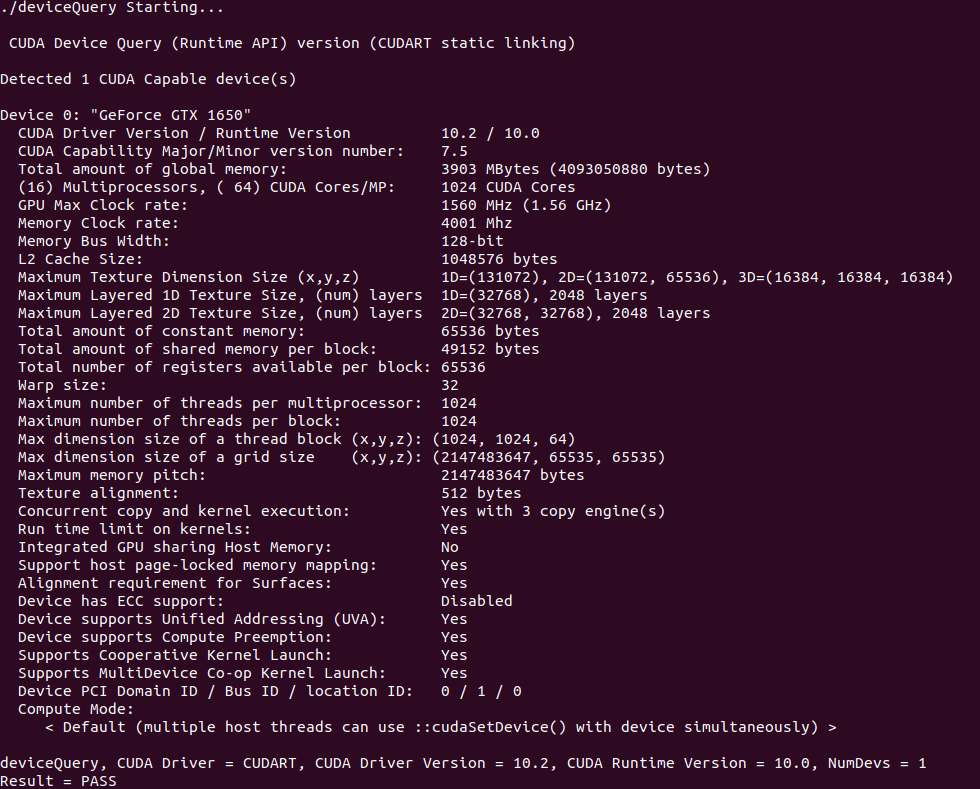 ./deviceQuery Starting...
CUDA Device Query (Runtime API) version (CUDART static linking)
Detected 1 CUDA Capable device(s)
Device 0: "GeForce GTX 1650"
CUDA Driver Version / Runtime Version 10.2 / 10.0
CUDA Capability Major/Minor version number: 7.5
Total amount of global memory: 3903 MBytes (4093050880 bytes)
(16) Multiprocessors, ( 64) CUDA Cores/MP: 1024 CUDA Cores
GPU Max Clock rate: 1560 MHz (1.56 GHz)
Memory Clock rate: 4001 Mhz
Memory Bus Width: 128-bit
L2 Cache Size: 1048576 bytes
Maximum Texture Dimension Size (x,y,z) 1D=(131072), 2D=(131072, 65536), 3D=(16384, 16384, 16384)
Maximum Layered 1D Texture Size, (num) layers 1D=(32768), 2048 layers
Maximum Layered 2D Texture Size, (num) layers 2D=(32768, 32768), 2048 layers
Total amount of constant memory: 65536 bytes
Total amount of shared memory per block: 49152 bytes
Total number of registers available per block: 65536
Warp size: 32
Maximum number of threads per multiprocessor: 1024
Maximum number of threads per block: 1024
Max dimension size of a thread block (x,y,z): (1024, 1024, 64)
Max dimension size of a grid size (x,y,z): (2147483647, 65535, 65535)
Maximum memory pitch: 2147483647 bytes
Texture alignment: 512 bytes
Concurrent copy and kernel execution: Yes with 3 copy engine(s)
Run time limit on kernels: Yes
Integrated GPU sharing Host Memory: No
Support host page-locked memory mapping: Yes
Alignment requirement for Surfaces: Yes
Device has ECC support: Disabled
Device supports Unified Addressing (UVA): Yes
Device supports Compute Preemption: Yes
Supports Cooperative Kernel Launch: Yes
Supports MultiDevice Co-op Kernel Launch: Yes
Device PCI Domain ID / Bus ID / location ID: 0 / 1 / 0
Compute Mode:
< Default (multiple host threads can use ::cudaSetDevice() with device simultaneously) >
deviceQuery, CUDA Driver = CUDART, CUDA Driver Version = 10.2, CUDA Runtime Version = 10.0, NumDevs = 1
Result = PASS